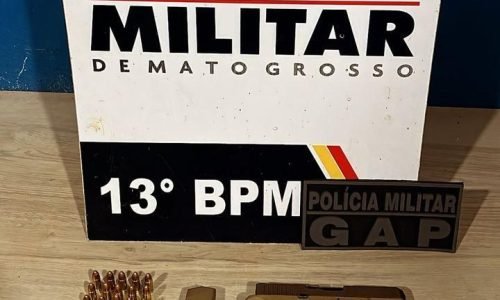 MILITAR
DE MATO GROSSO
13° BPM
POLÍCIA MILITAR
GAP